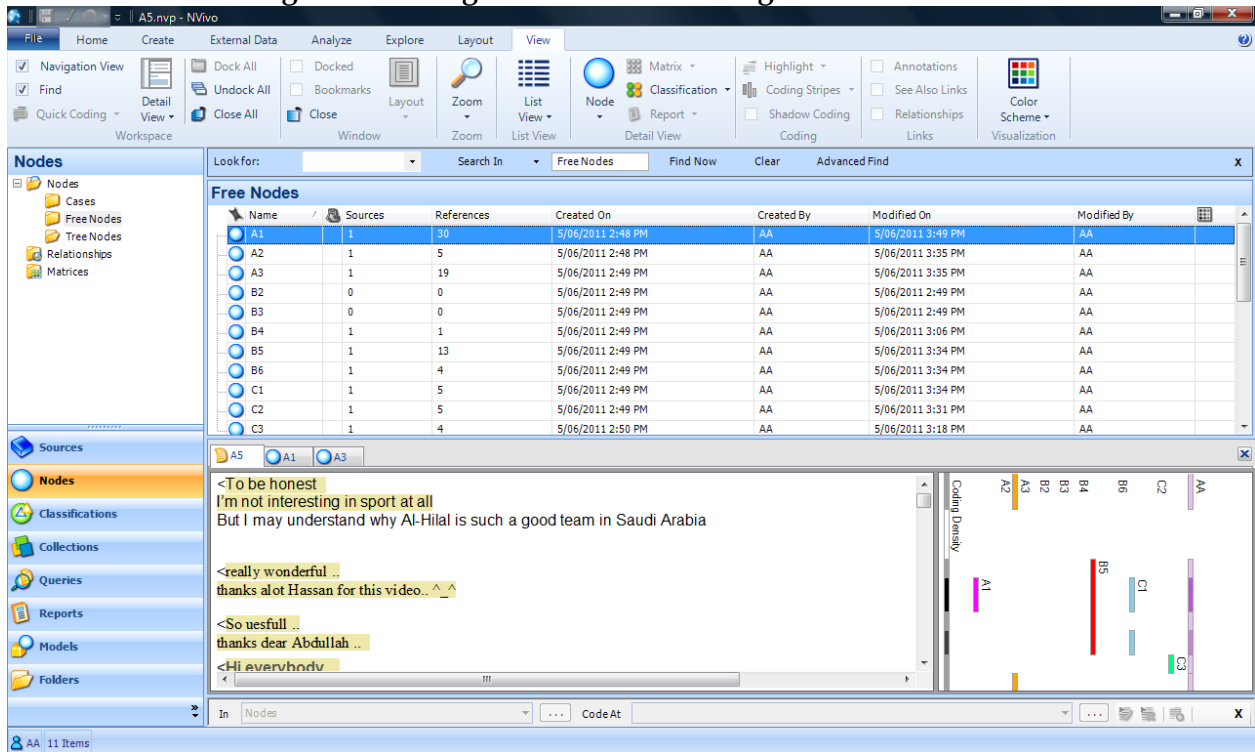 A5.nvp - NVivo
File Home Create External Data Analyze Explore Layout View
Navigation View Dock All Docked Matrix Highlight Annotations
Find Undock All Bookmarks Classification Coding Stripes See Also Links
Quick Coding Detail View Close All Close Layout Zoom List View Node Report Shadow Coding Relationships Color Scheme
Workspace Window Zoom List View Detail View Coding Links Visualization
Nodes
Look for: Search In Free Nodes Find Now Clear Advanced Find x
Nodes
Cases
Free Nodes
Tree Nodes
Relationships
Matrices
Free Nodes
Name Sources References Created On Created By Modified On Modified By
A1 1 30 5/06/2011 2:48 PM AA 5/06/2011 3:49 PM AA
A2 1 5 5/06/2011 2:48 PM AA 5/06/2011 3:35 PM AA
A3 1 19 5/06/2011 2:49 PM AA 5/06/2011 3:35 PM AA
B2 0 0 5/06/2011 2:49 PM AA 5/06/2011 2:49 PM AA
B3 0 0 5/06/2011 2:49 PM AA 5/06/2011 2:49 PM AA
B4 1 1 5/06/2011 2:49 PM AA 5/06/2011 3:06 PM AA
B5 1 13 5/06/2011 2:49 PM AA 5/06/2011 3:34 PM AA
B6 1 4 5/06/2011 2:49 PM AA 5/06/2011 3:34 PM AA
C1 1 5 5/06/2011 2:49 PM AA 5/06/2011 3:34 PM AA
C2 1 5 5/06/2011 2:49 PM AA 5/06/2011 3:31 PM AA
C3 1 4 5/06/2011 2:50 PM AA 5/06/2011 3:18 PM AA
Sources
Nodes
Classifications
Collections
Queries
Reports
Models
Folders
A5 A1 A3
<To be honest
I'm not interesting in sport at all
But I may understand why Al-Hilal is such a good team in Saudi Arabia
<really wonderful ..
thanks alot Hassan for this video.. ^_^
<So uesfull ..
thanks dear Abdullah ..
<Hi everybody
Coding Density
A2 A3 B2 B3 B4 B6 C2 AA
A1 B5 C1 C3
In Nodes ... Code At ... X
AA 11 Items